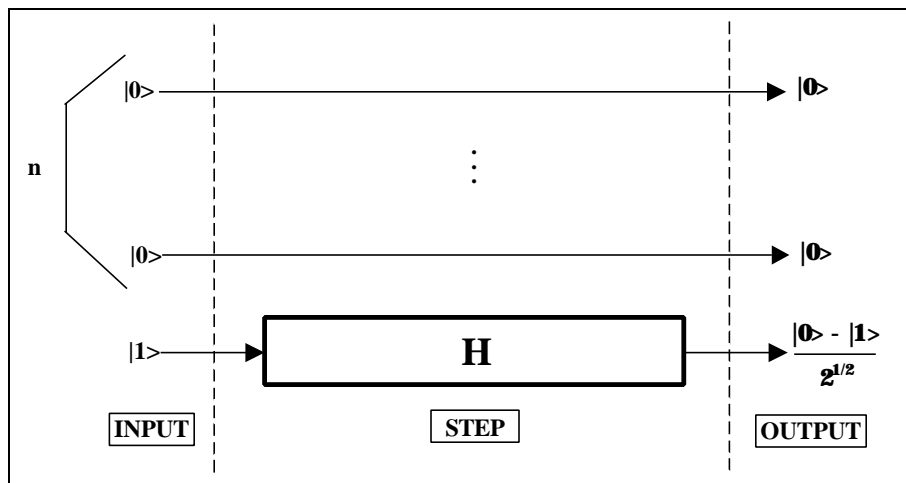 |0> |0>
n
⋮
|0> |0>
|1> H |0> - |1>
2^{1/2}
INPUT STEP OUTPUT